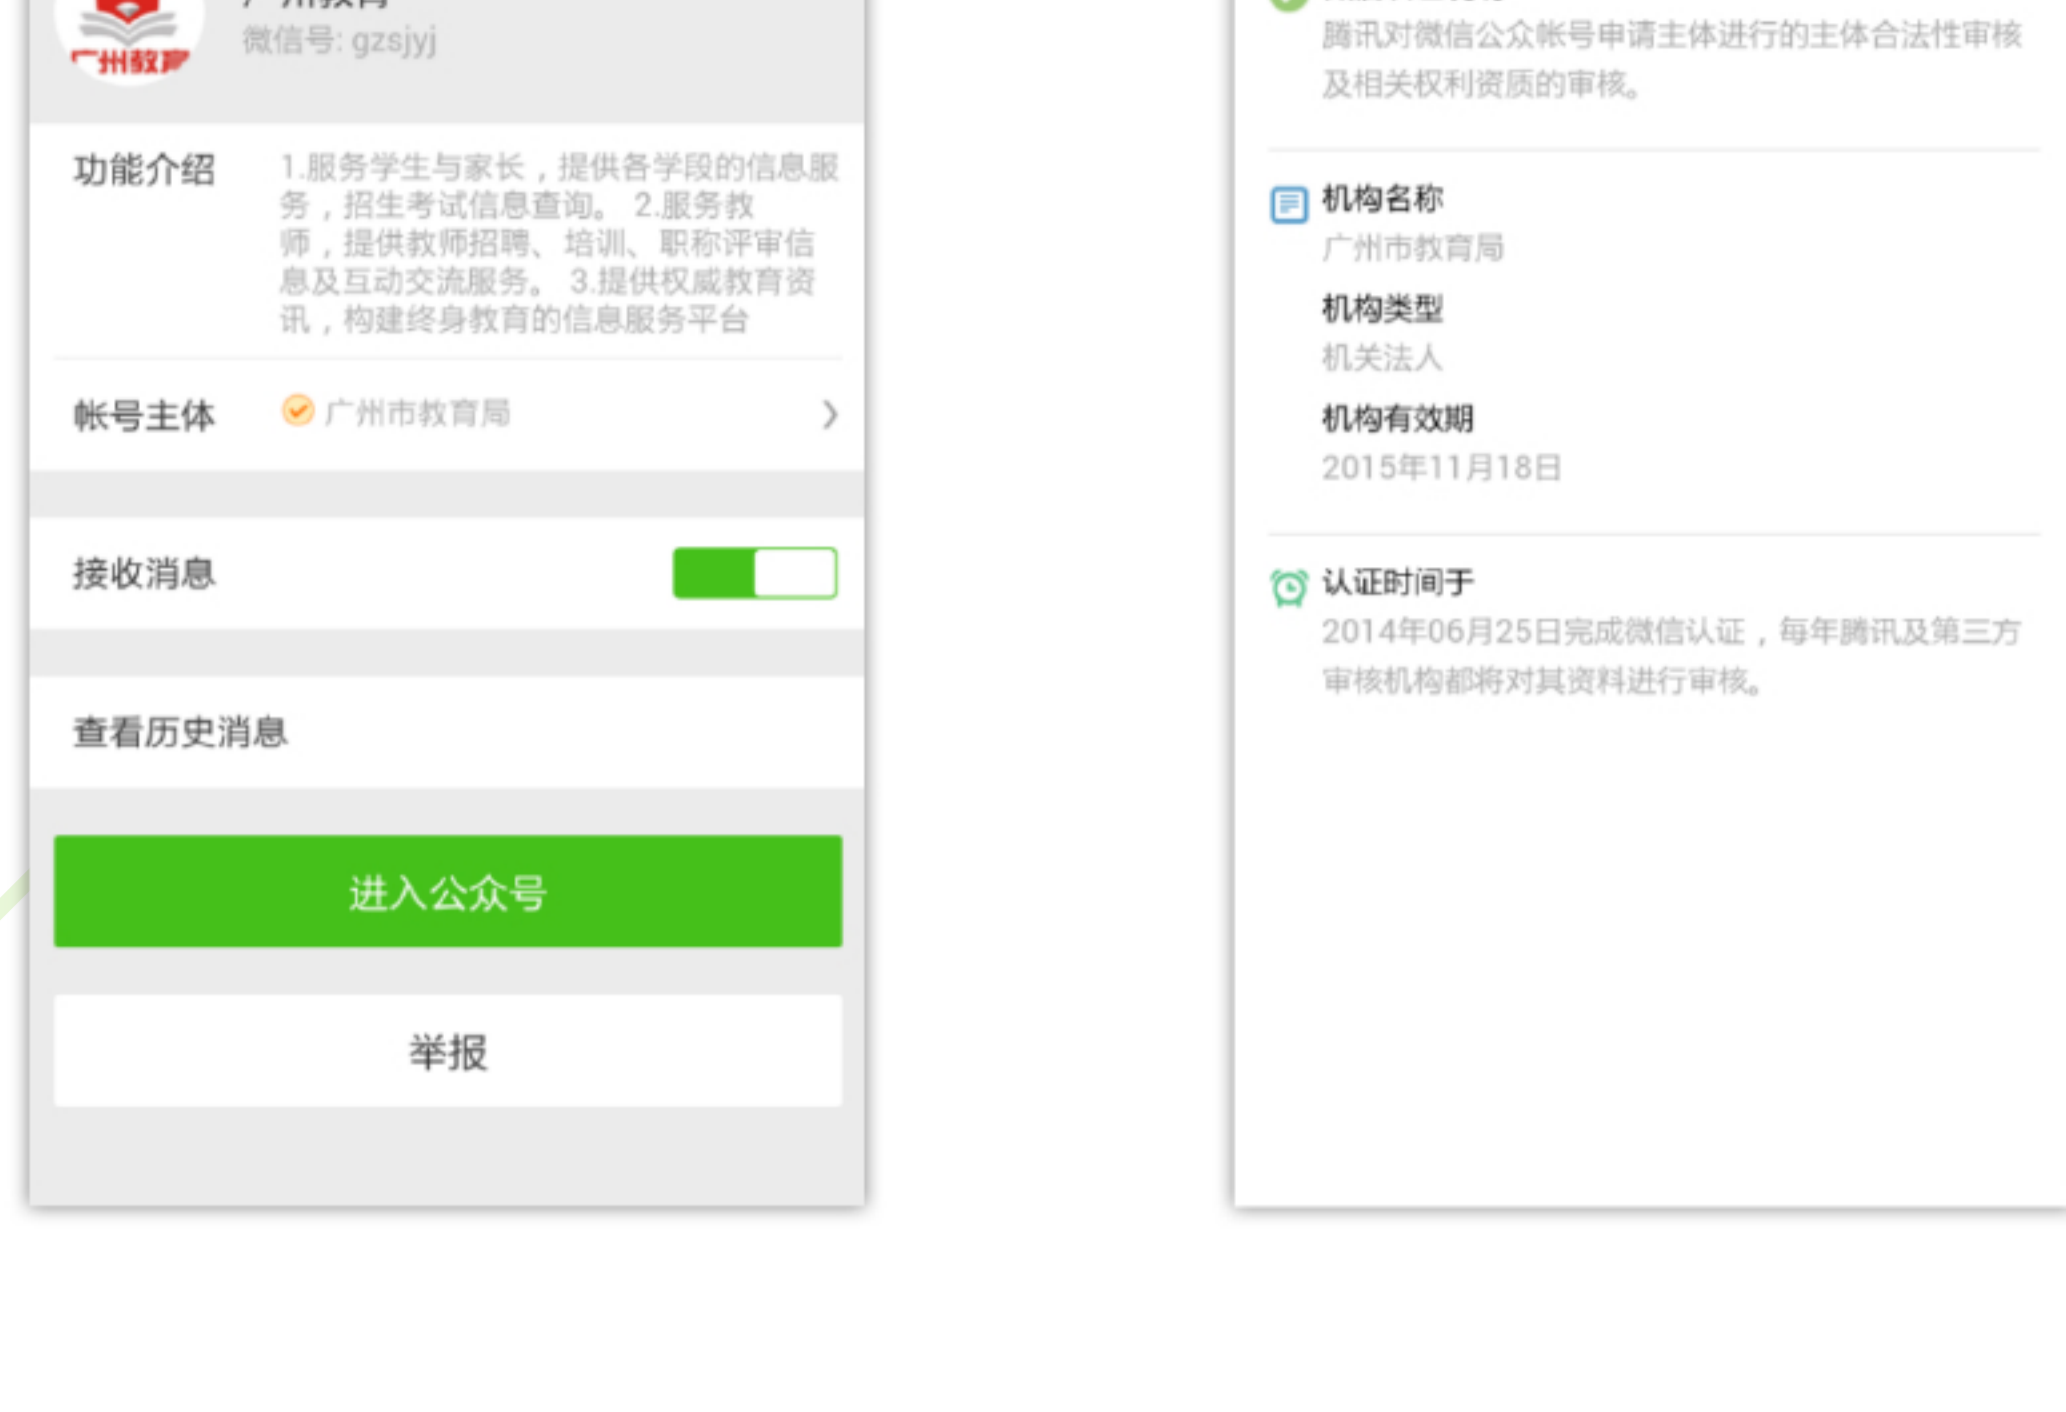 广州教育
微信号: gzsjyj
广州教育
功能介绍
1.服务学生与家长，提供各学段的信息服
务，招生考试信息查询。 2.服务教
师，提供教师招聘、培训、职称评审信
息及互动交流服务。 3.提供权威教育资
讯，构建终身教育的信息服务平台
帐号主体
广州市教育局
接收消息
查看历史消息
进入公众号
举报
腾讯对微信公众帐号申请主体进行的主体合法性审核
及相关权利资质的审核。
机构名称
广州市教育局
机构类型
机关法人
机构有效期
2015年11月18日
认证时间于
2014年06月25日完成微信认证，每年腾讯及第三方
审核机构都将对其资料进行审核。